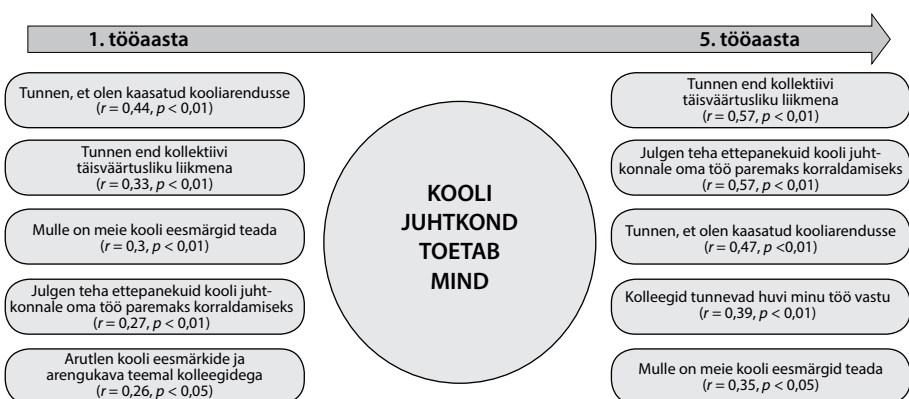 1. tööaasta
5. tööaasta
Tunnen, et olen kaasatud kooliarendusse
(r = 0,44, p < 0,01)
Tunnen end kollektiivi
täisväärtusliku liikmena
(r = 0,33, p < 0,01)
Mulle on meie kooli eesmärgid teada
(r = 0,3, p < 0,01)
Julgen teha ettepanekuid kooli juht-
konnale oma töö paremaks korraldamiseks
(r = 0,27, p < 0,01)
Arutlen kooli eesmärkide ja
arengukava teemal kolleegidega
(r = 0,26, p < 0,05)
KOOLI
JUHTKOND
TOETAB
MIND
Tunnen end kollektiivi
täisväärtusliku liikmena
(r = 0,57, p < 0,01)
Julgen teha ettepanekuid kooli juht-
konnale oma töö paremaks korraldamiseks
(r = 0,57, p < 0,01)
Tunnen, et olen kaasatud kooliarendusse
(r = 0,47, p <0,01)
Kolleegid tunnevad huvi minu töö vastu
(r = 0,39, p < 0,01)
Mulle on meie kooli eesmärgid teada
(r = 0,35, p < 0,05)